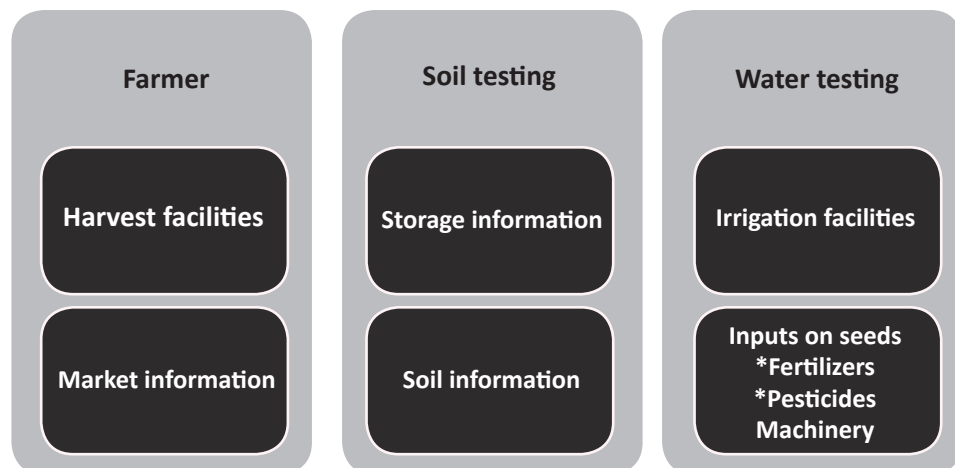 Farmer
Harvest facilities
Market information
Soil testing
Storage information
Soil information
Water testing
Irrigation facilities
Inputs on seeds
*Fertilizers
*Pesticides
Machinery